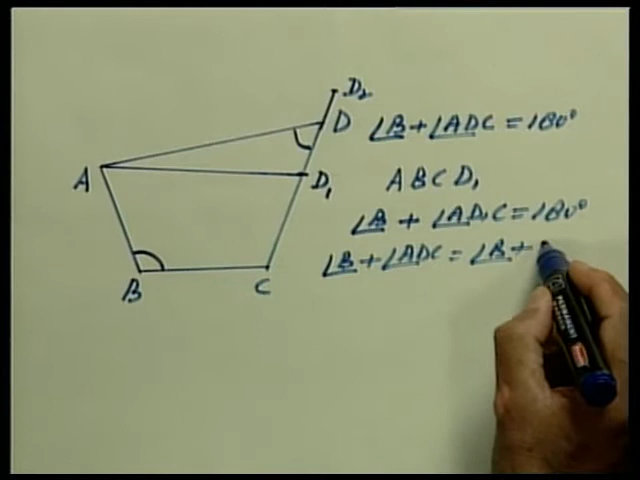 D₂
D
∠B + ∠ADC = 180°
A
D₁
ABCD₁
∠B + ∠AD₁C = 180°
∠B + ∠ADC = ∠B +
B
C
PERMANENT